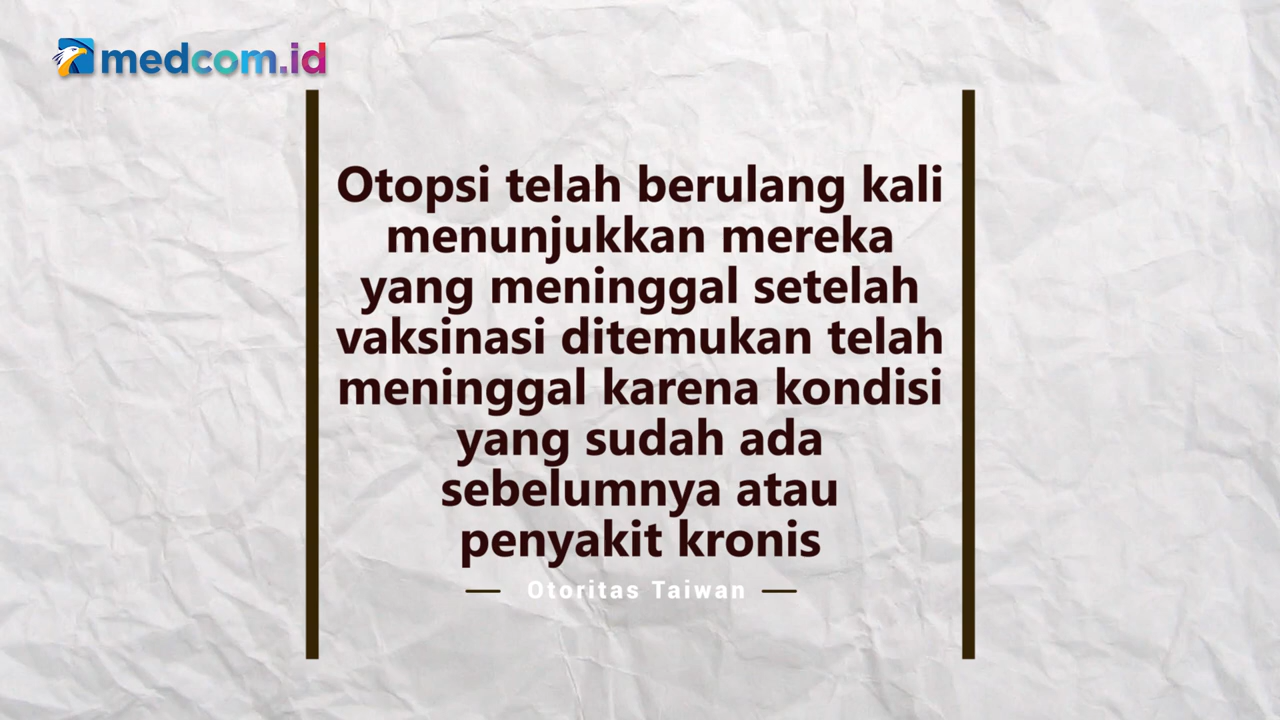 medcom.id
Otopsi telah berulang kali
menunjukkan mereka
yang meninggal setelah
vaksinasi ditemukan telah
meninggal karena kondisi
yang sudah ada
sebelumnya atau
penyakit kronis
Otoritas Taiwan